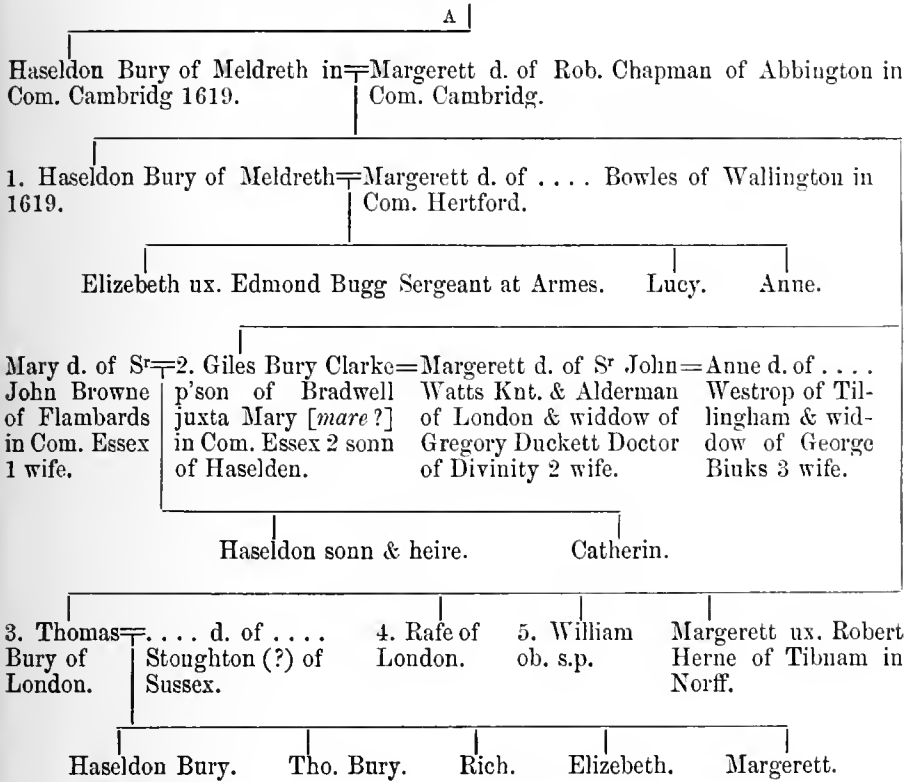 A
Haseldon Bury of Meldreth in=Margerett d. of Rob. Chapman of Abbington in
Com. Cambridg 1619. Com. Cambridg.
1. Haseldon Bury of Meldreth=Margerett d. of .... Bowles of Wallington in
1619. Com. Hertford.
Elizebeth ux. Edmond Bugg Sergeant at Armes. Lucy. Anne.
Mary d. of Sr=2. Giles Bury Clarke=Margerett d. of Sr John=Anne d. of ....
John Browne p'son of Bradwell Watts Knt. & Alderman Westrop of Til-
of Flambards juxta Mary [mare ?] of London & widdow of lingham & wid-
in Com. Essex in Com. Essex 2 sonn Gregory Duckett Doctor dow of George
1 wife. of Haselden. of Divinity 2 wife. Binks 3 wife.
Haseldon sonn & heire. Catherin.
3. Thomas=.... d. of .... 4. Rafe of 5. William Margerett ux. Robert
Bury of Stoughton (?) of London. ob. s.p. Herne of Tibnam in
London. Sussex. Norff.
Haseldon Bury. Tho. Bury. Rich. Elizebeth. Margerett.